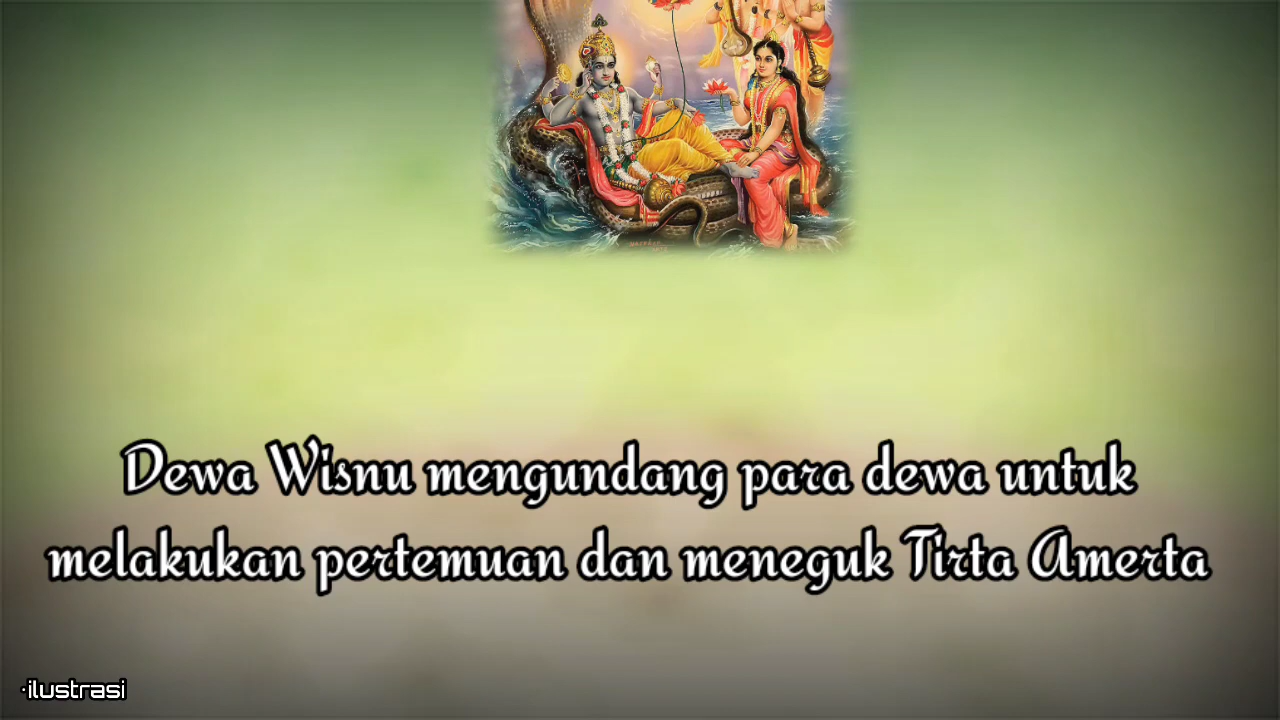 Dewa Wisnu mengundang para dewa untuk
melakukan pertemuan dan meneguk Tirta Amerta
·ilustrasi